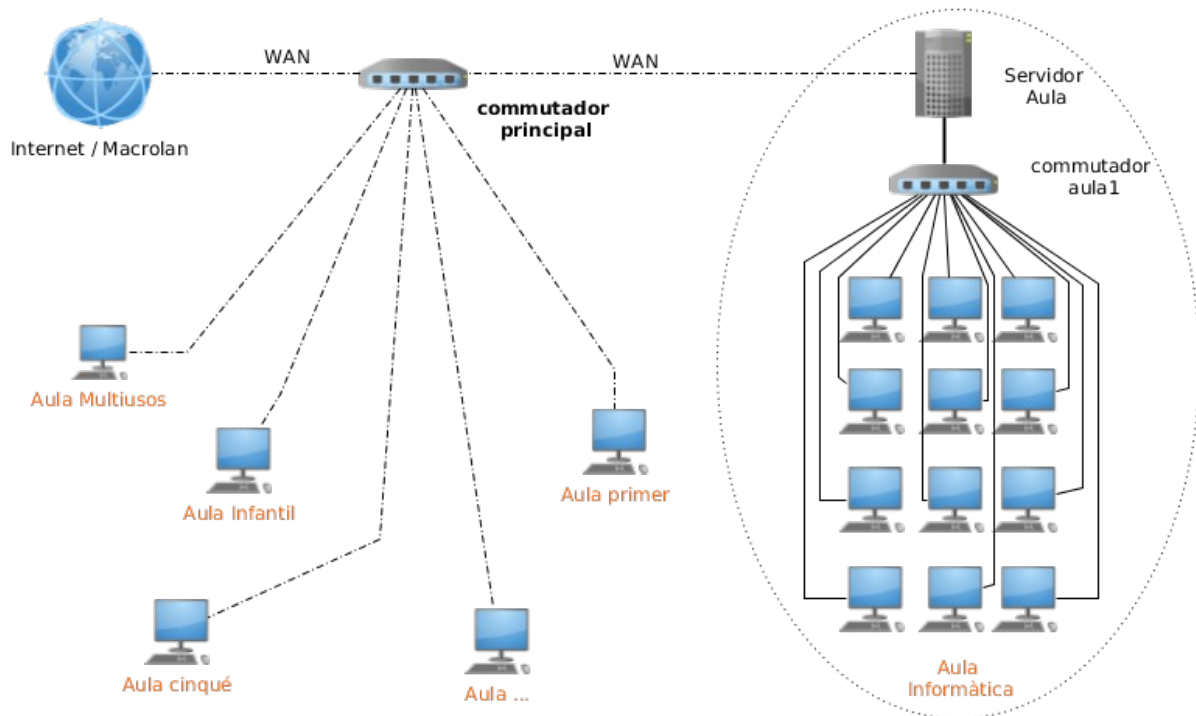 WAN
WAN
Internet / Macrolan
commutador
principal
Servidor
Aula
commutador
aula1
Aula Multiusos
Aula Infantil
Aula primer
Aula cinqué
Aula ...
Aula
Informàtica